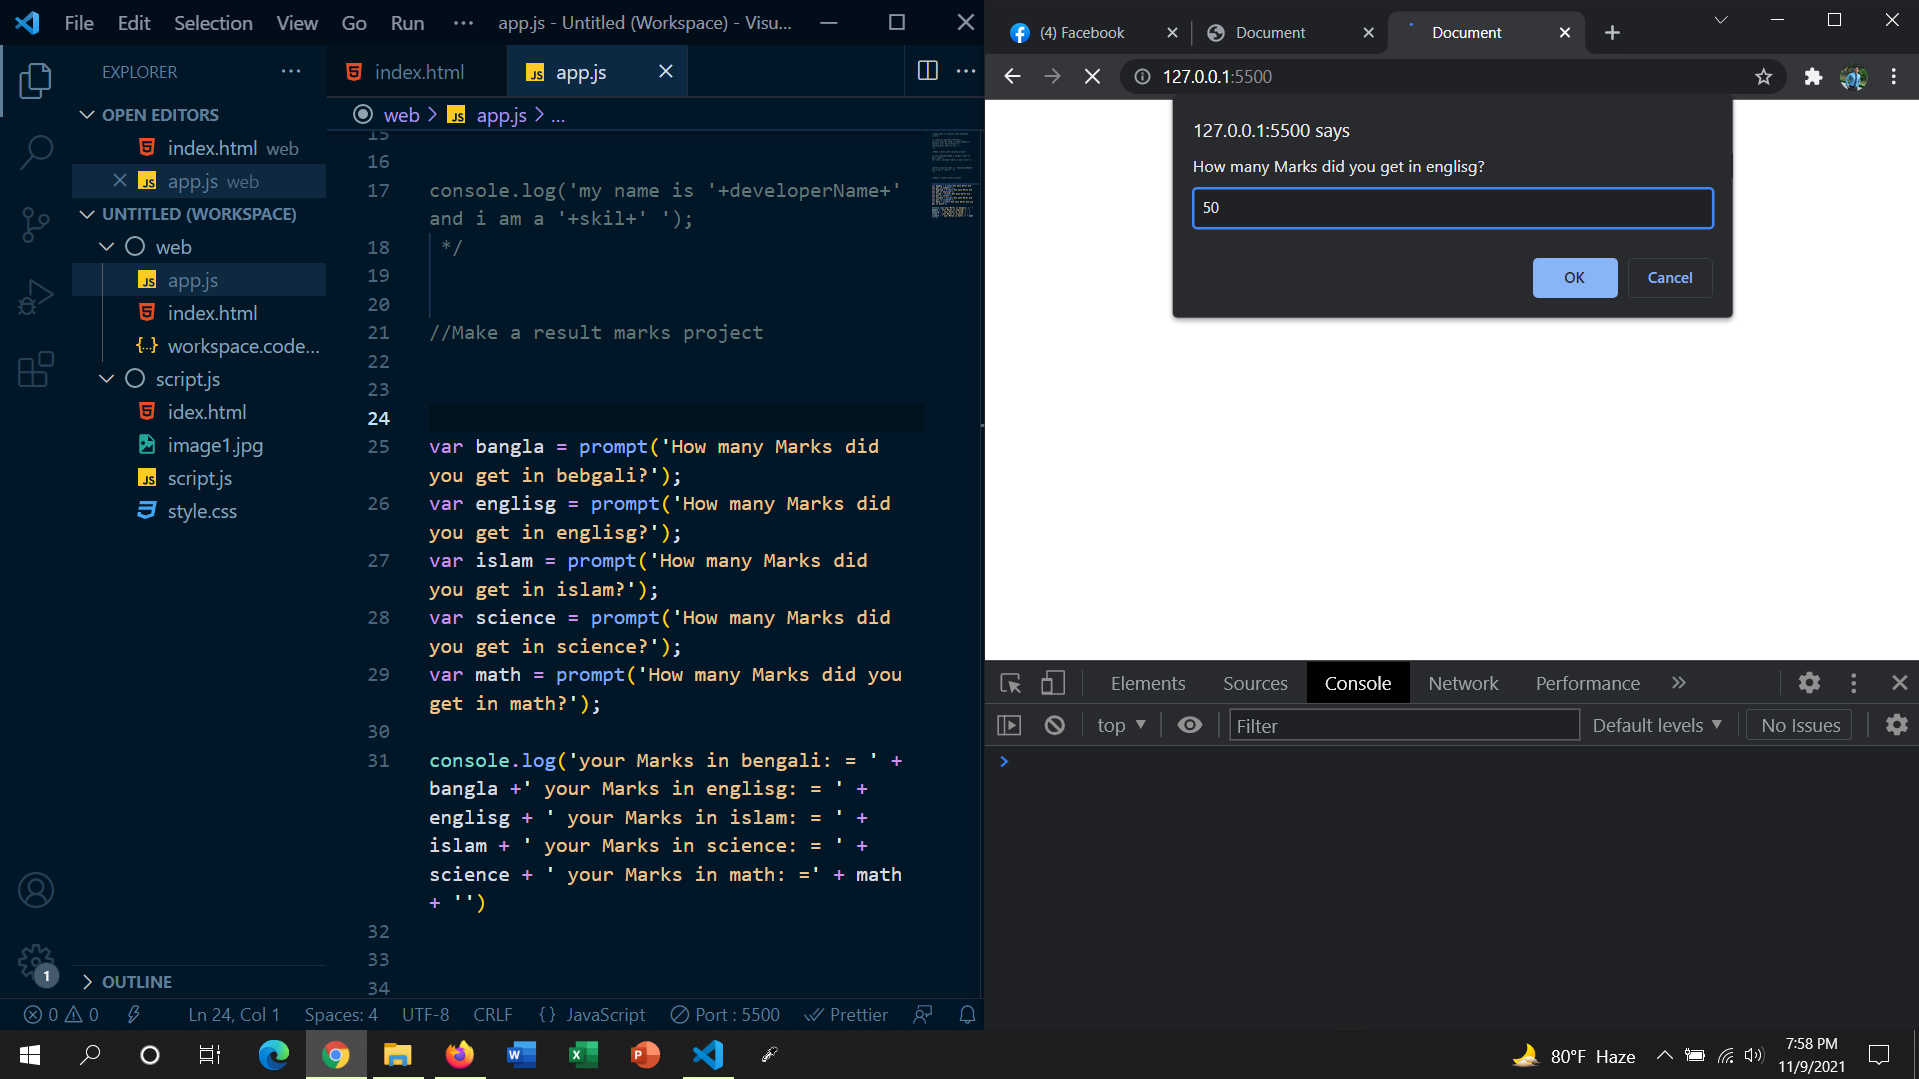 File Edit Selection View Go Run ··· app.js - Untitled (Workspace) - Visu...
EXPLORER ···
OPEN EDITORS
index.html web
app.js web
UNTITLED (WORKSPACE)
web
app.js
index.html
workspace.code...
script.js
idex.html
image1.jpg
script.js
style.css
OUTLINE
1
index.html
app.js
web > app.js > ...
15
16
17 console.log('my name is '+developerName+'
and i am a '+skil+' ');
18 */
19
20
21 //Make a result marks project
22
23
24
25 var bangla = prompt('How many Marks did
you get in bebgali?');
26 var englisg = prompt('How many Marks did
you get in englisg?');
27 var islam = prompt('How many Marks did
you get in islam?');
28 var science = prompt('How many Marks did
you get in science?');
29 var math = prompt('How many Marks did you
get in math?');
30
31 console.log('your Marks in bengali: = ' +
bangla +' your Marks in englisg: = ' +
englisg + ' your Marks in islam: = ' +
islam + ' your Marks in science: = ' +
science + ' your Marks in math: =' + math
+ '')
32
33
34
0 0 Ln 24, Col 1 Spaces: 4 UTF-8 CRLF {} JavaScript Port : 5500 Prettier
(4) Facebook Document Document
127.0.0.1:5500
127.0.0.1:5500 says
How many Marks did you get in englisg?
50
OK Cancel
Elements Sources Console Network Performance »
top Filter Default levels No Issues
>
80°F Haze 7:58 PM
11/9/2021